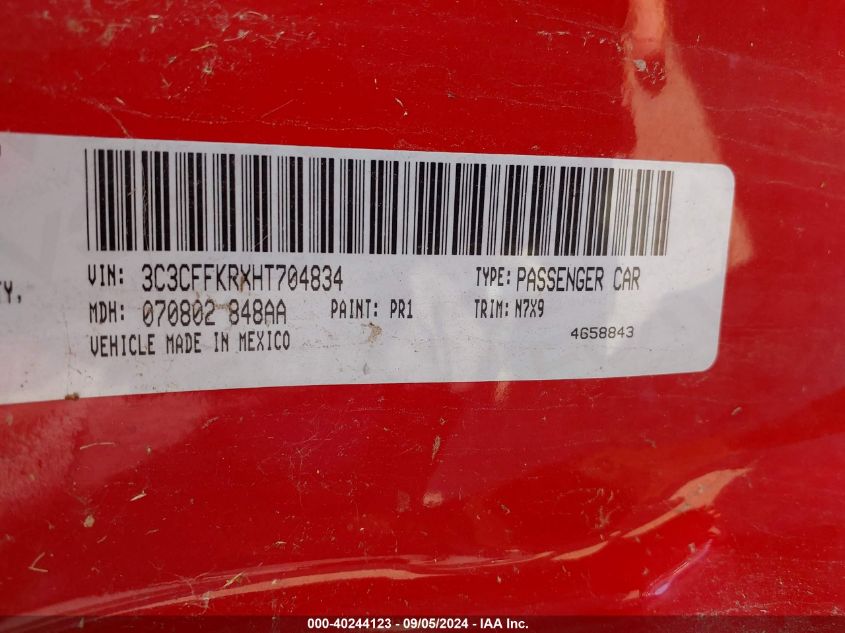 TY,
VIN: 3C3CFFKRXHT704834 TYPE: PASSENGER CAR
MDH: 070802 848AA PAINT: PR1 TRIM: N7X9
VEHICLE MADE IN MEXICO 4658843
000-40244123 - 09/05/2024 - IAA Inc.